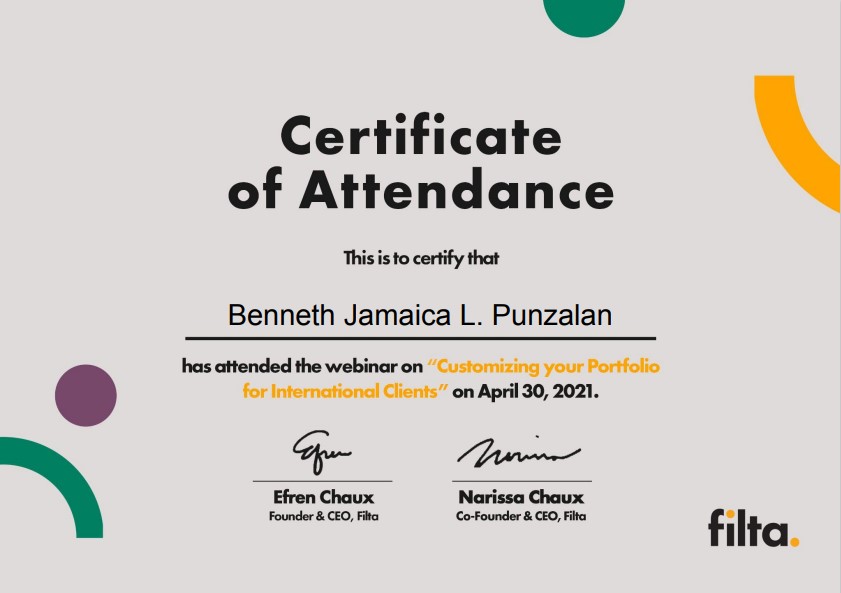 Certificate
of Attendance
This is to certify that
Benneth Jamaica L. Punzalan
has attended the webinar on “Customizing your Portfolio
for International Clients” on April 30, 2021.
Efren
Narissa
Efren Chaux
Narissa Chaux
Founder & CEO, Filta
Co-Founder & CEO, Filta
filta.